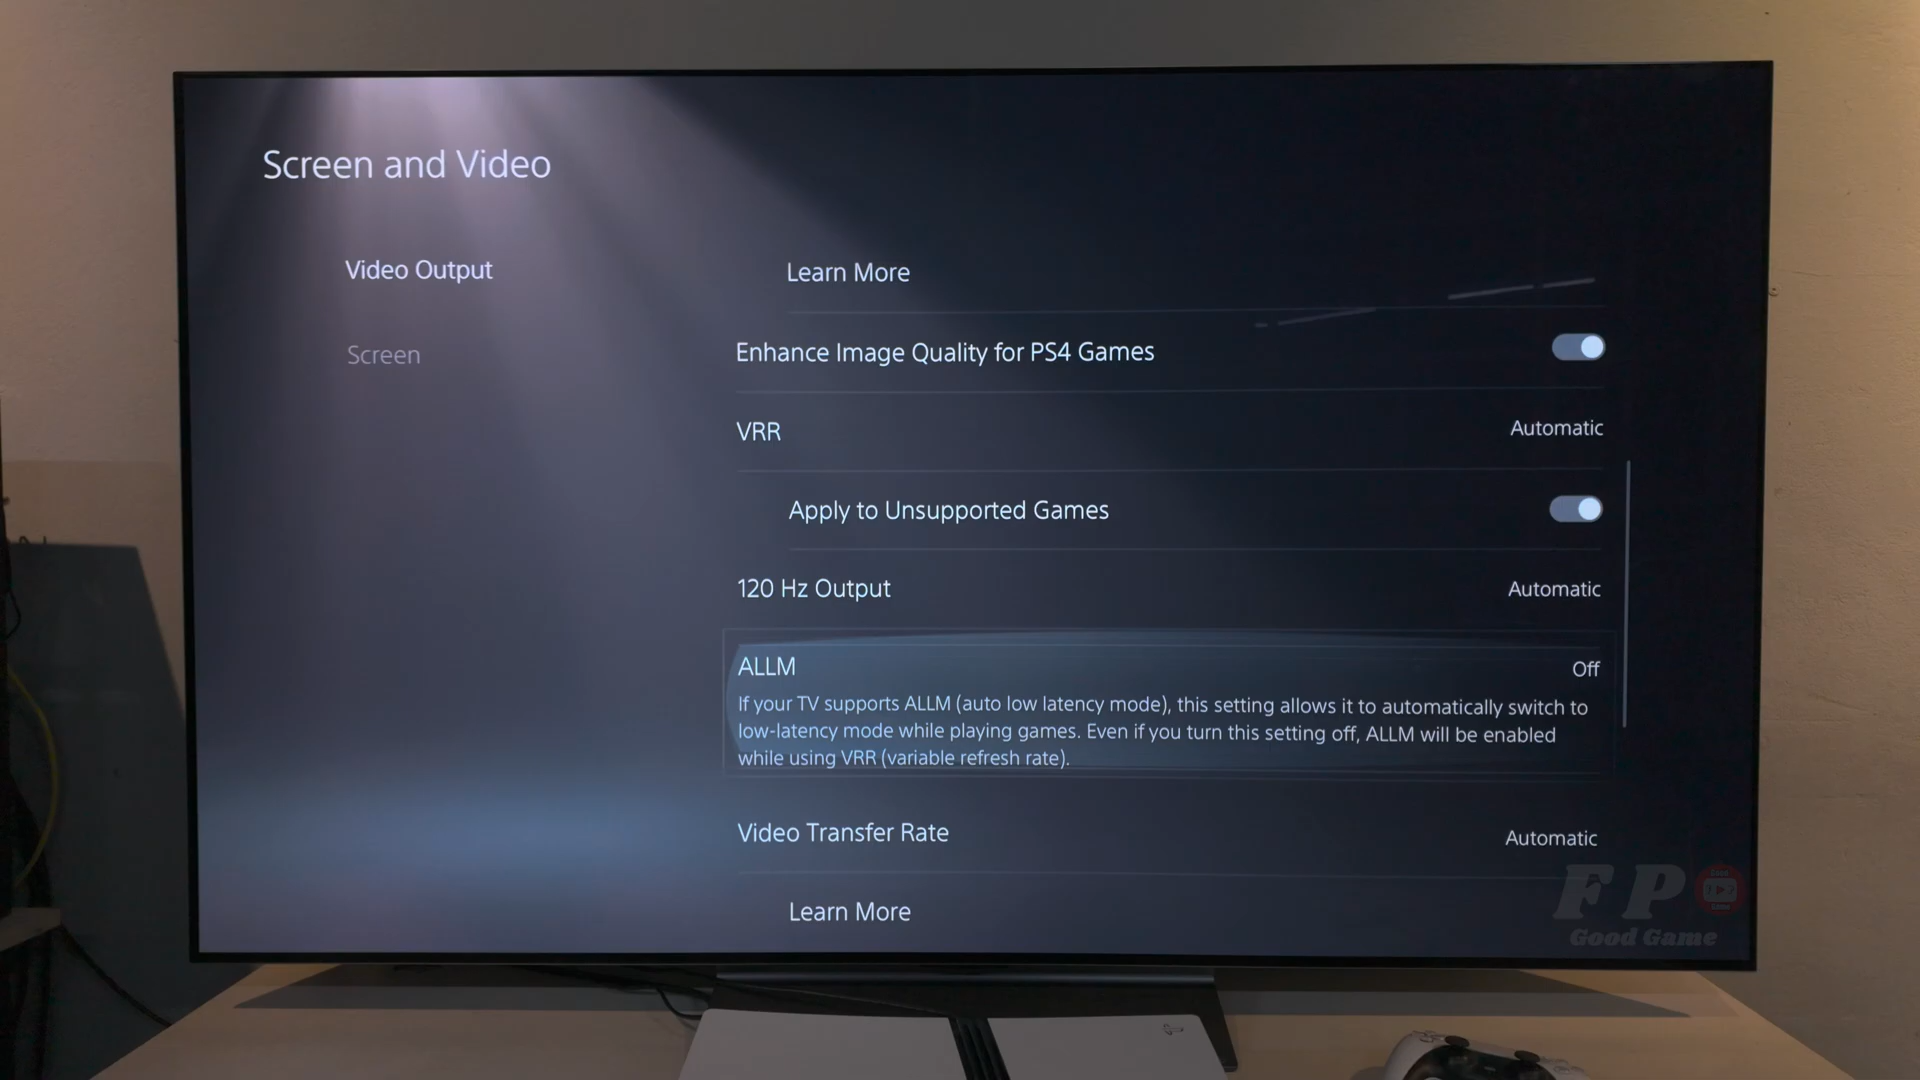 Screen and Video
Video Output
Screen
Learn More
Enhance Image Quality for PS4 Games
VRR
Automatic
Apply to Unsupported Games
120 Hz Output
Automatic
ALLM
Off
If your TV supports ALLM (auto low latency mode), this setting allows it to automatically switch to
low-latency mode while playing games. Even if you turn this setting off, ALLM will be enabled
while using VRR (variable refresh rate).
Video Transfer Rate
Automatic
Learn More
F P
Good Game